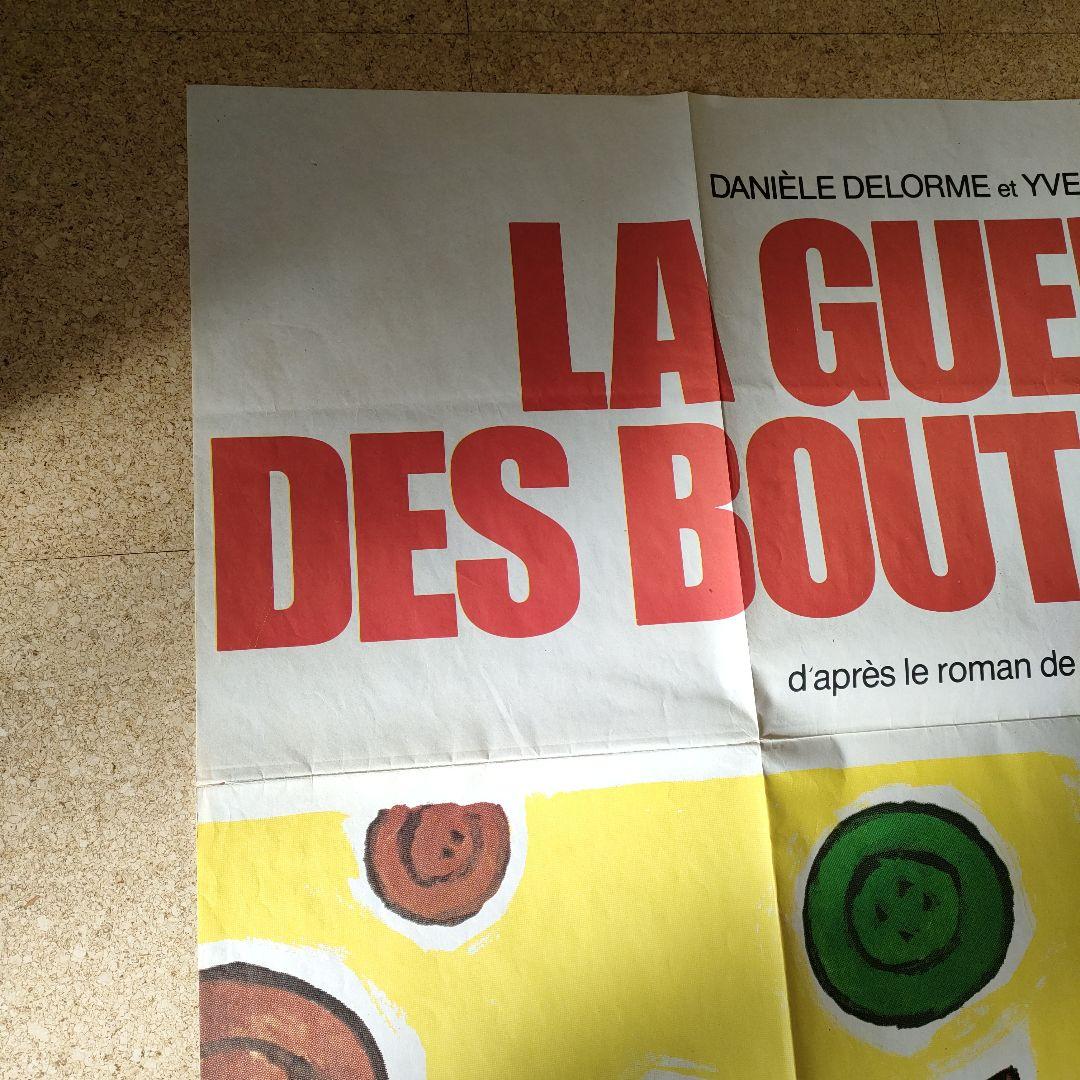 DANIÈLE DELORME et YVE
LA GUE
DES BOUT
d'après le roman de